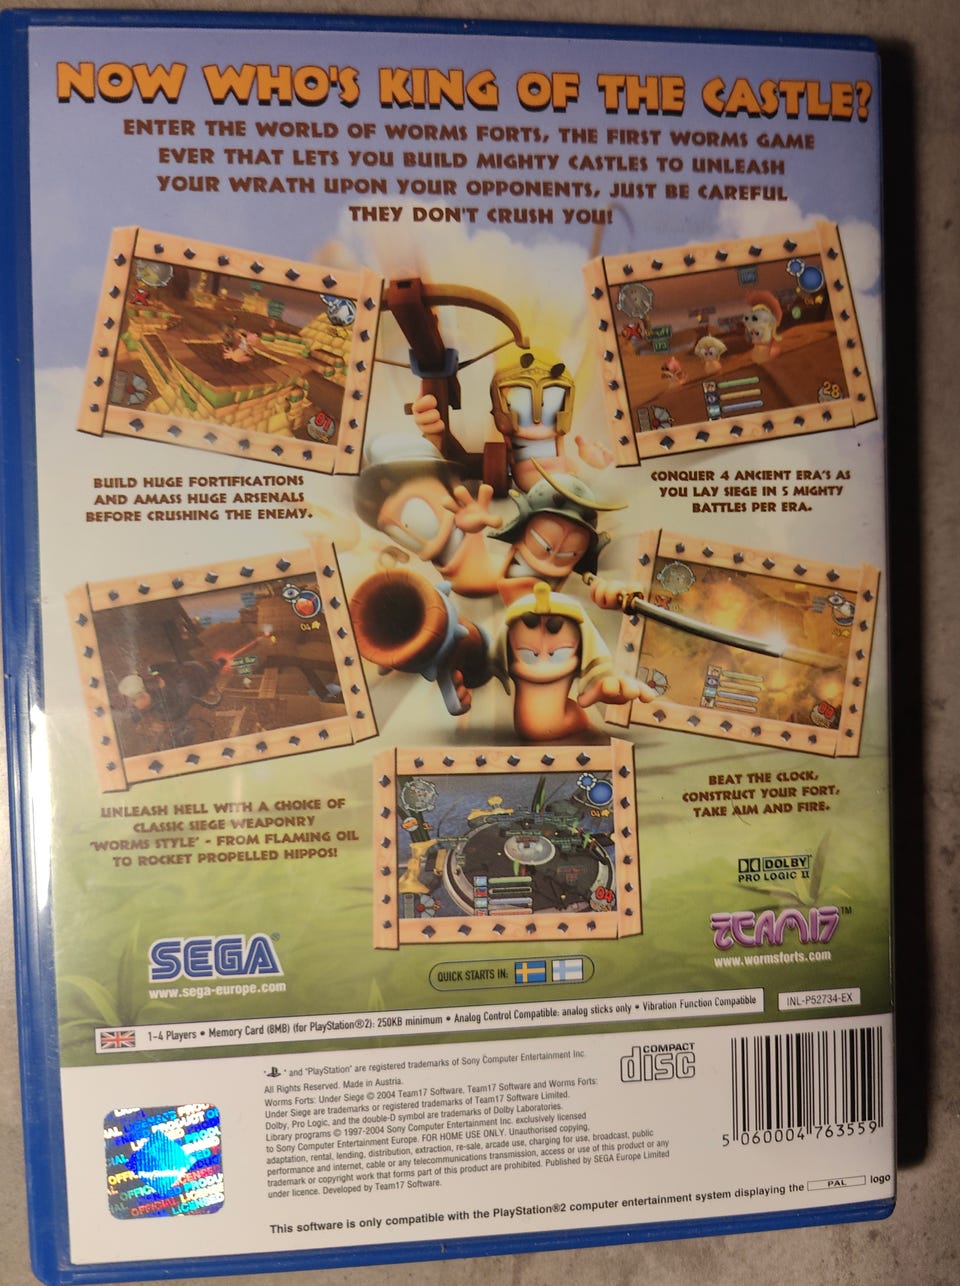 NOW WHO'S KING OF THE CASTLE?
ENTER THE WORLD OF WORMS FORTS, THE FIRST WORMS GAME
EVER THAT LETS YOU BUILD MIGHTY CASTLES TO UNLEASH
YOUR WRATH UPON YOUR OPPONENTS, JUST BE CAREFUL
THEY DON'T CRUSH YOU!
BUILD HUGE FORTIFICATIONS
AND AMASS HUGE ARSENALS
BEFORE CRUSHING THE ENEMY.
28
CONQUER 4 ANCIENT ERA'S AS
YOU LAY SIEGE IN 5 MIGHTY
BATTLES PER ERA.
UNLEASH HELL WITH A CHOICE OF
CLASSIC SIEGE WEAPONRY
'WORMS STYLE' - FROM FLAMING OIL
TO ROCKET PROPELLED HIPPOS!
BEAT THE CLOCK,
CONSTRUCT YOUR FORT,
TAKE AIM AND FIRE.
04
DOLBY
PRO LOGIC II
SEGA®
www.sega-europe.com
TEAM17™
www.wormsforts.com
QUICK STARTS IN:
INL-P52734-EX
1-4 Players • Memory Card (8MB) (for PlayStation®2): 250KB minimum • Analog Control Compatible: analog sticks only • Vibration Function Compatible
" " and "PlayStation" are registered trademarks of Sony Computer Entertainment Inc.
All Rights Reserved. Made in Austria.
Worms Forts: Under Siege © 2004 Team17 Software. Team17 Software and Worms Forts:
Under Siege are trademarks or registered trademarks of Team17 Software Limited.
Dolby, Pro Logic, and the double-D symbol are trademarks of Dolby Laboratories.
Library programs © 1997-2004 Sony Computer Entertainment Inc. exclusively licensed
to Sony Computer Entertainment Europe. FOR HOME USE ONLY. Unauthorised copying,
adaptation, rental, lending, distribution, extraction, re-sale, arcade use, charging for use, broadcast, public
performance and internet, cable or any telecommunications transmission, access or use of this product or any
trademark or copyright work that forms part of this product are prohibited. Published by SEGA Europe Limited
under licence. Developed by Team17 Software.
COMPACT
disc
5 060004 763559
This software is only compatible with the PlayStation®2 computer entertainment system displaying the PAL logo